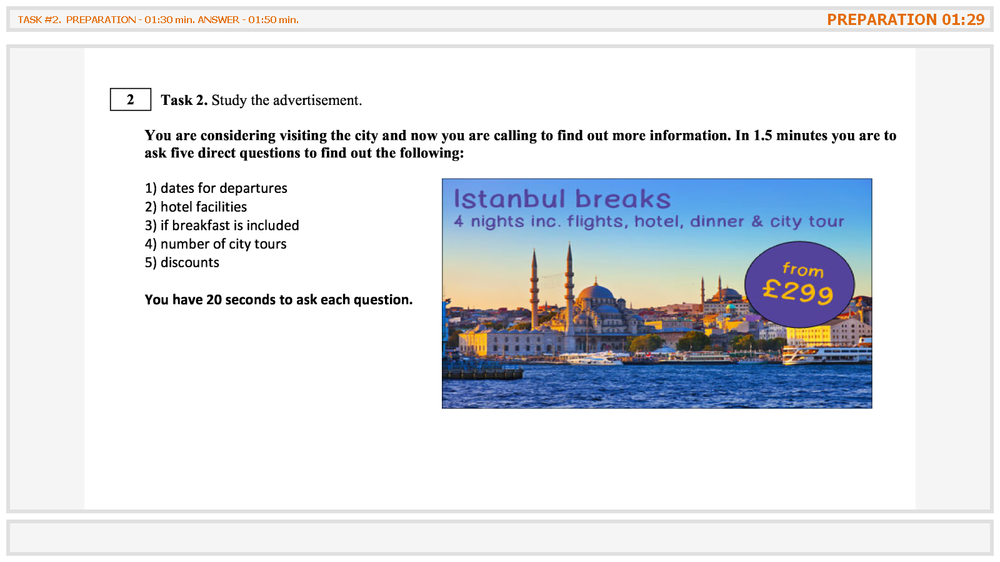 TASK #2. PREPARATION - 01:30 min. ANSWER - 01:50 min.
PREPARATION 01:29
2
Task 2. Study the advertisement.
You are considering visiting the city and now you are calling to find out more information. In 1.5 minutes you are to
ask five direct questions to find out the following:
1) dates for departures
2) hotel facilities
3) if breakfast is included
4) number of city tours
5) discounts
You have 20 seconds to ask each question.
Istanbul breaks
4 nights inc. flights, hotel, dinner & city tour
from
£299